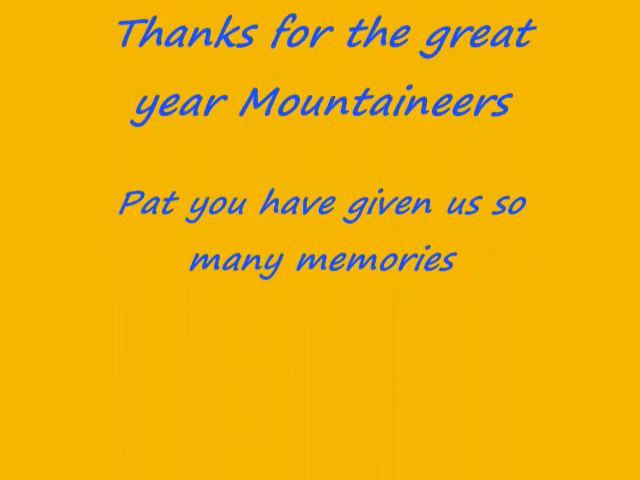 Thanks for the great
year Mountaineers
Pat you have given us so
many memories